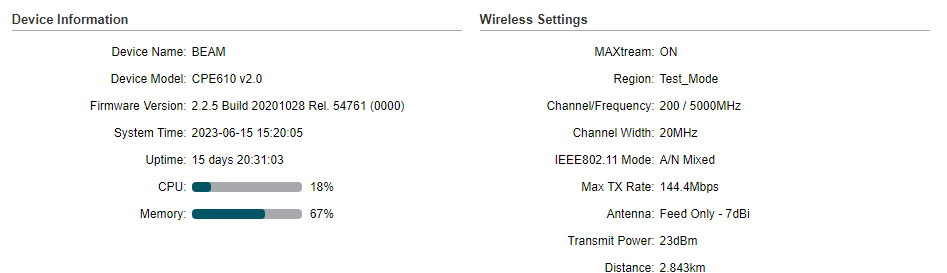 Device Information
Device Name: BEAM
Device Model: CPE610 v2.0
Firmware Version: 2.2.5 Build 20201028 Rel. 54761 (0000)
System Time: 2023-06-15 15:20:05
Uptime: 15 days 20:31:03
CPU: 18%
Memory: 67%
Wireless Settings
MAXtream: ON
Region: Test_Mode
Channel/Frequency: 200 / 5000MHz
Channel Width: 20MHz
IEEE802.11 Mode: A/N Mixed
Max TX Rate: 144.4Mbps
Antenna: Feed Only - 7dBi
Transmit Power: 23dBm
Distance: 2.843km